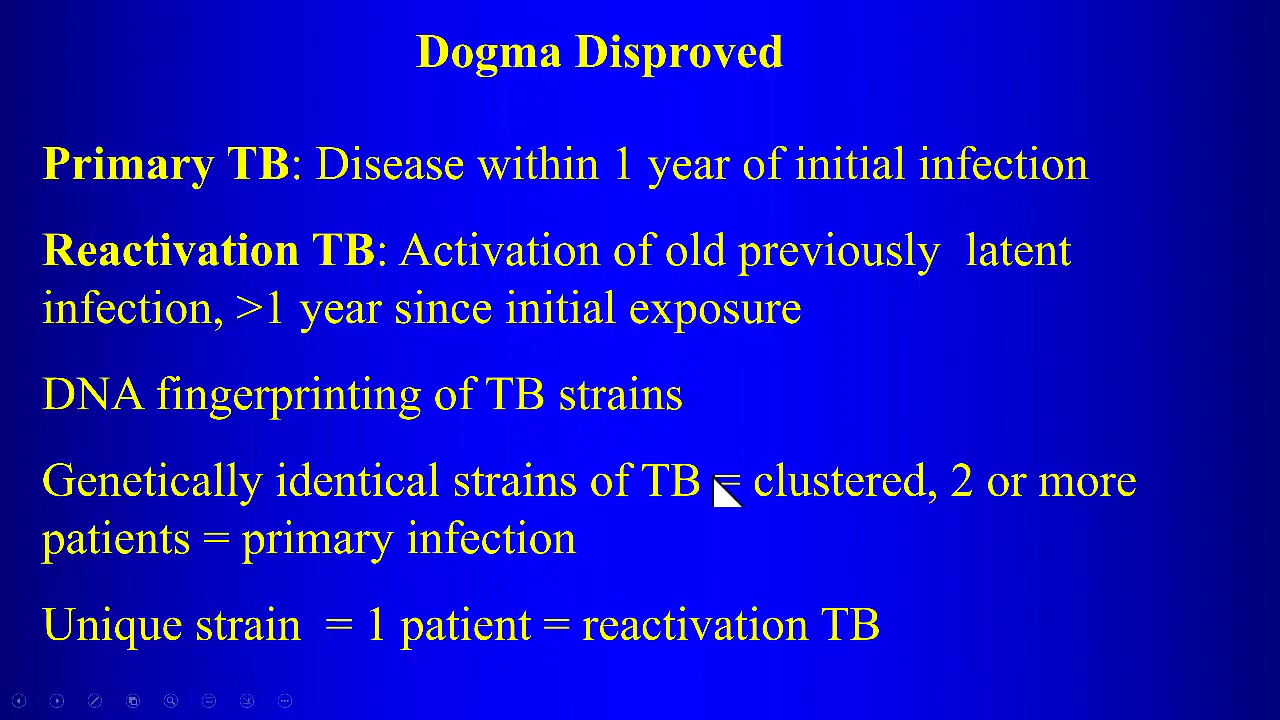 Dogma Disproved
Primary TB: Disease within 1 year of initial infection
Reactivation TB: Activation of old previously  latent
infection, >1 year since initial exposure
DNA fingerprinting of TB strains
Genetically identical strains of TB = clustered, 2 or more
patients = primary infection
Unique strain  = 1 patient = reactivation TB